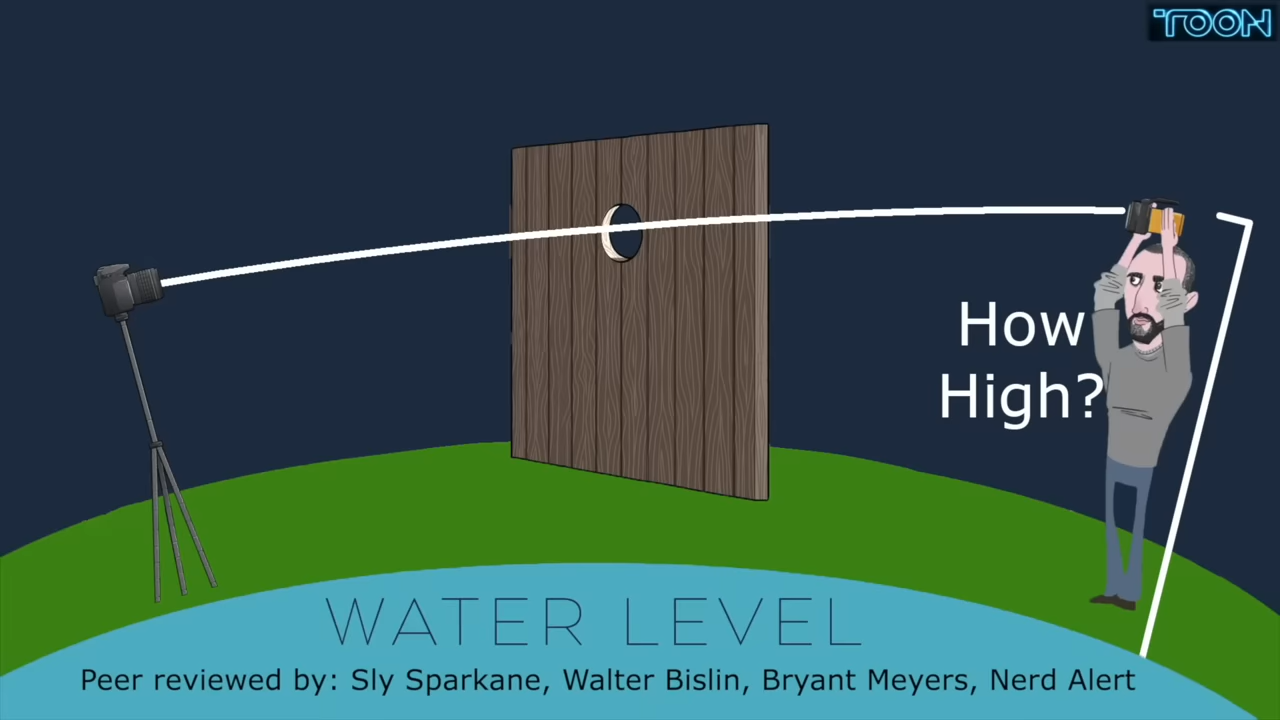 TOON
How
High?
WATER LEVEL
Peer reviewed by: Sly Sparkane, Walter Bislin, Bryant Meyers, Nerd Alert